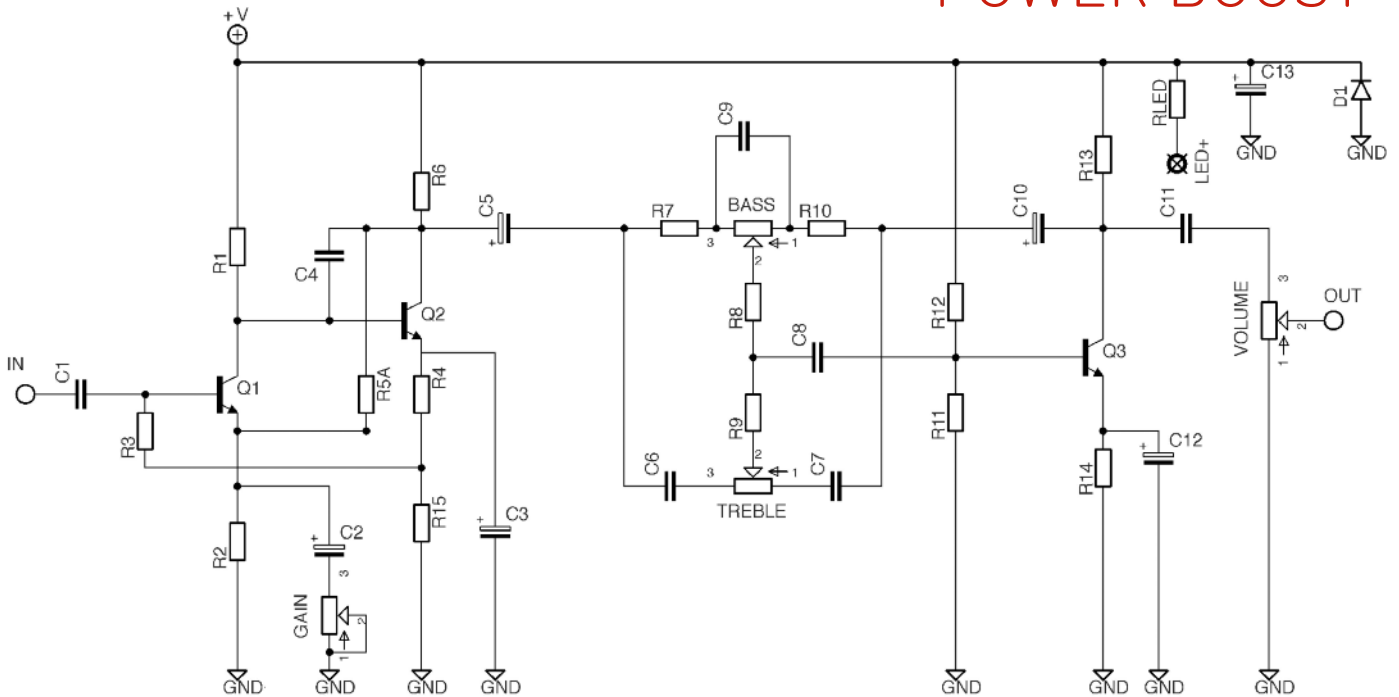 POWER BOOST
+V
C13
RLED
D1
C9
R13
GND
GND
LED+
R6
C5
R7
BASS
R10
C10
C11
3
1
+
+
R1
C4
2
3
Q2
R8
C8
R12
VOLUME
OUT
2
1
IN
C1
Q1
R5A
R4
R9
R11
Q3
R3
2
C6
3
1
C7
C12
+
TREBLE
R14
R15
C3
+
R2
C2
+
3
GAIN
2
1
GND
GND
GND
GND
GND
GND
GND
GND